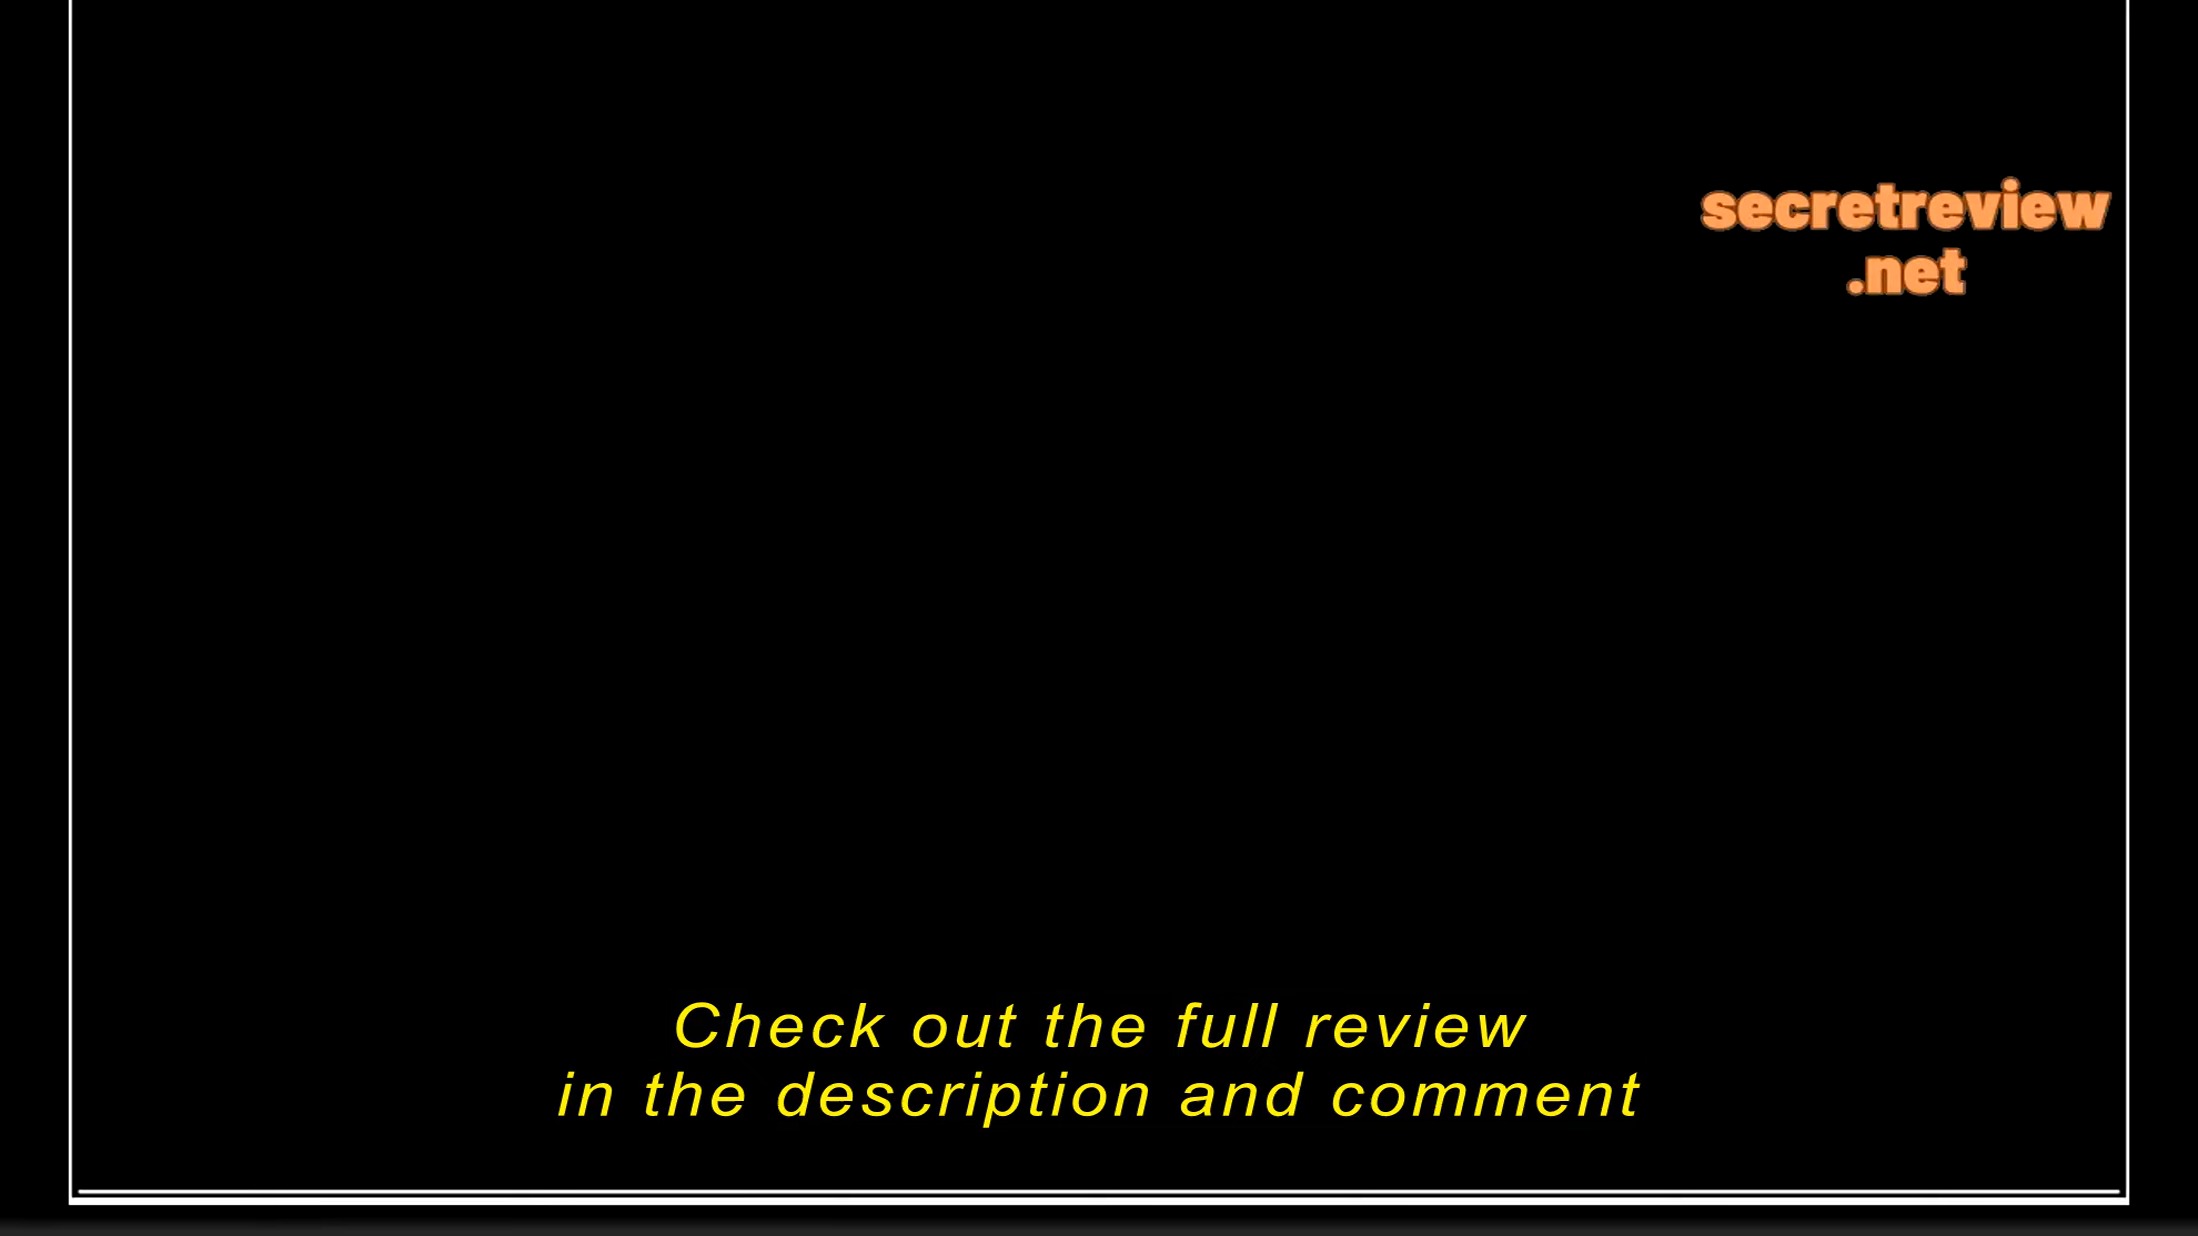 secretreview
.net
Check out the full review
in the description and comment